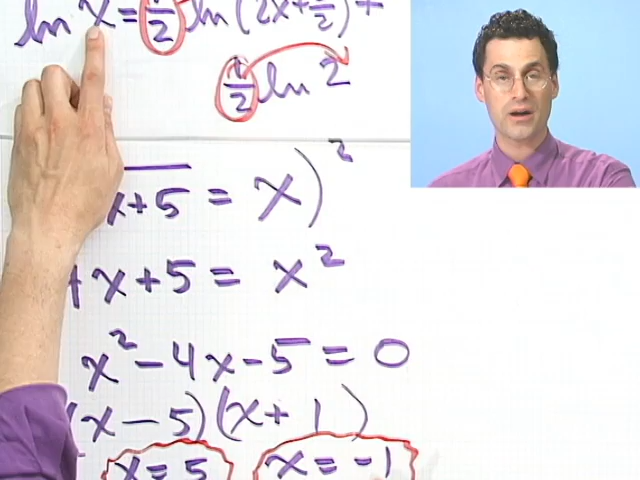 ln x = 1/2 ln (2x + 5/2) +
1/2 ln 2
x + 5 = x)²
4x + 5 = x²
x² - 4x - 5 = 0
(x - 5)(x + 1)
x = 5 x = -1